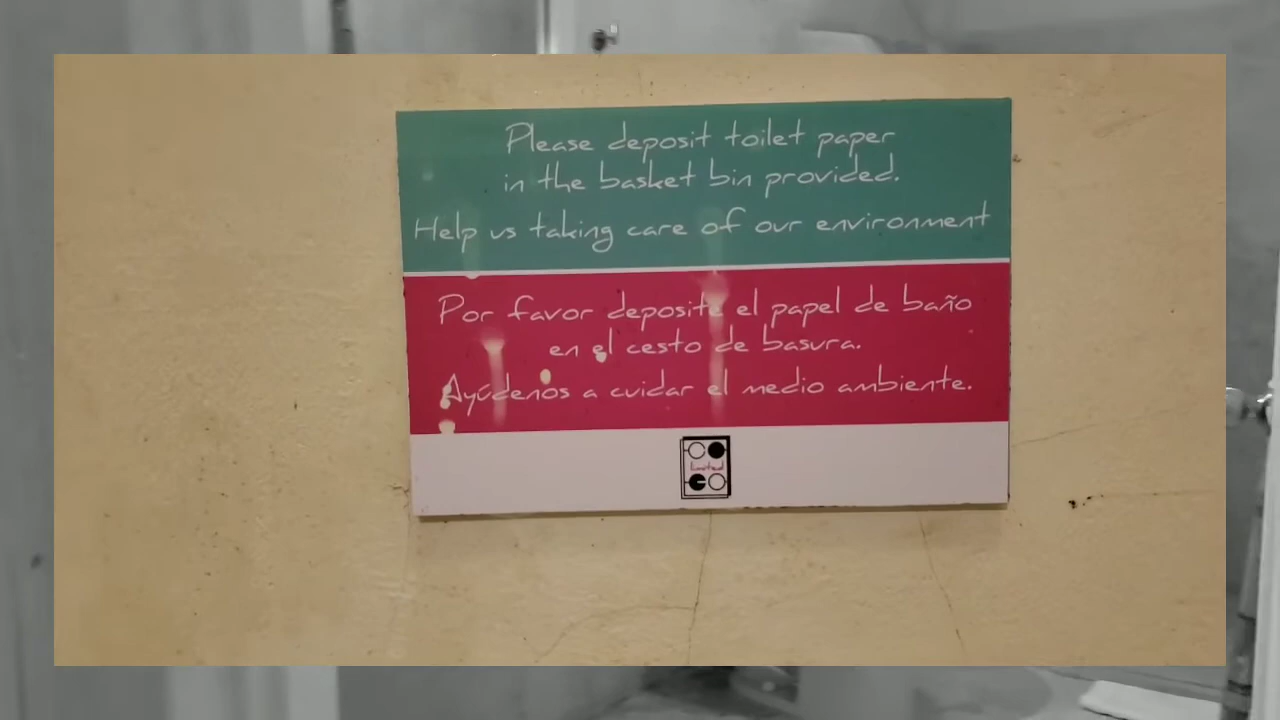 Please deposit toilet paper
in the basket bin provided.
Help us taking care of our environment
Por favor deposite el papel de baño
en el cesto de basura.
Ayúdenos a cuidar el medio ambiente.